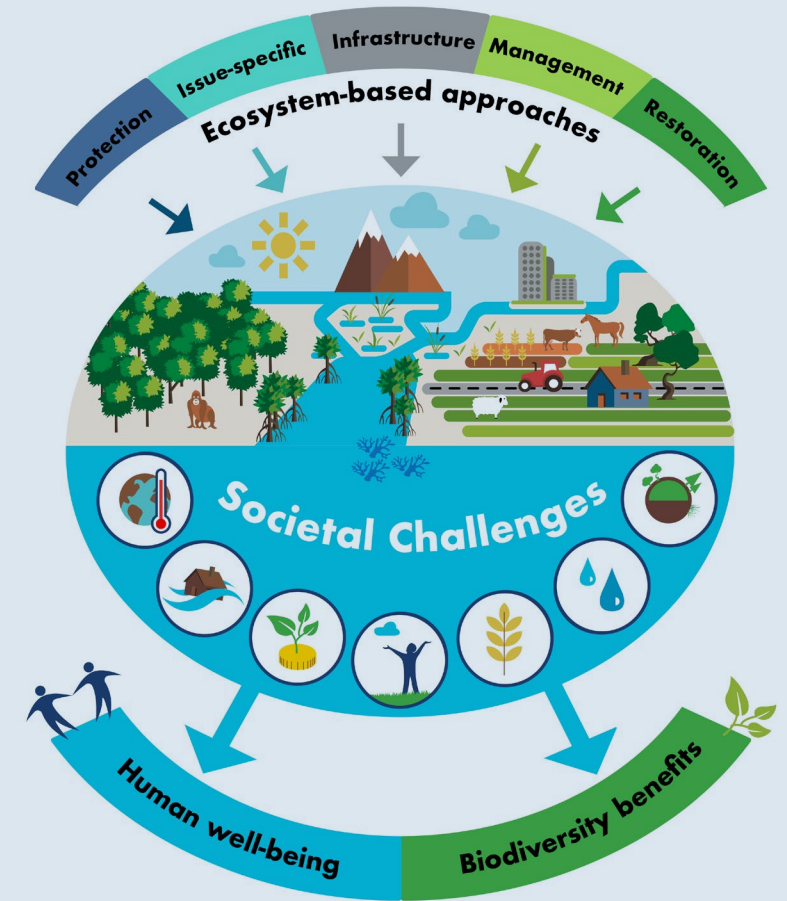 Protection
Issue-specific
Infrastructure
Management
Restoration
Ecosystem-based approaches
Societal Challenges
Human well-being
Biodiversity benefits